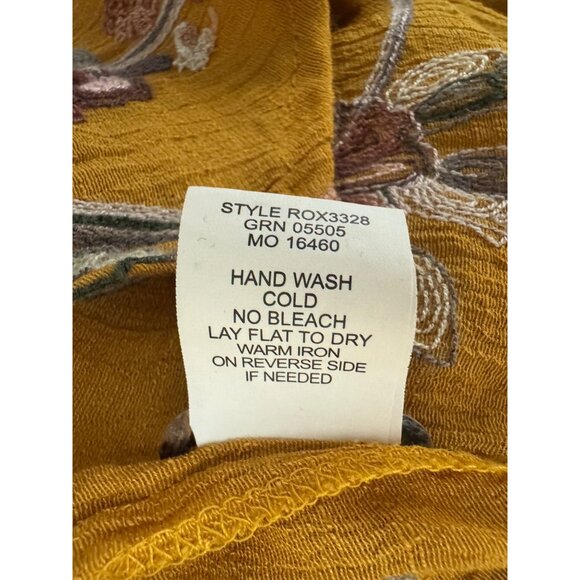 STYLE ROX3328
GRN 05505
MO 16460
HAND WASH
COLD
NO BLEACH
LAY FLAT TO DRY
WARM IRON
ON REVERSE SIDE
IF NEEDED